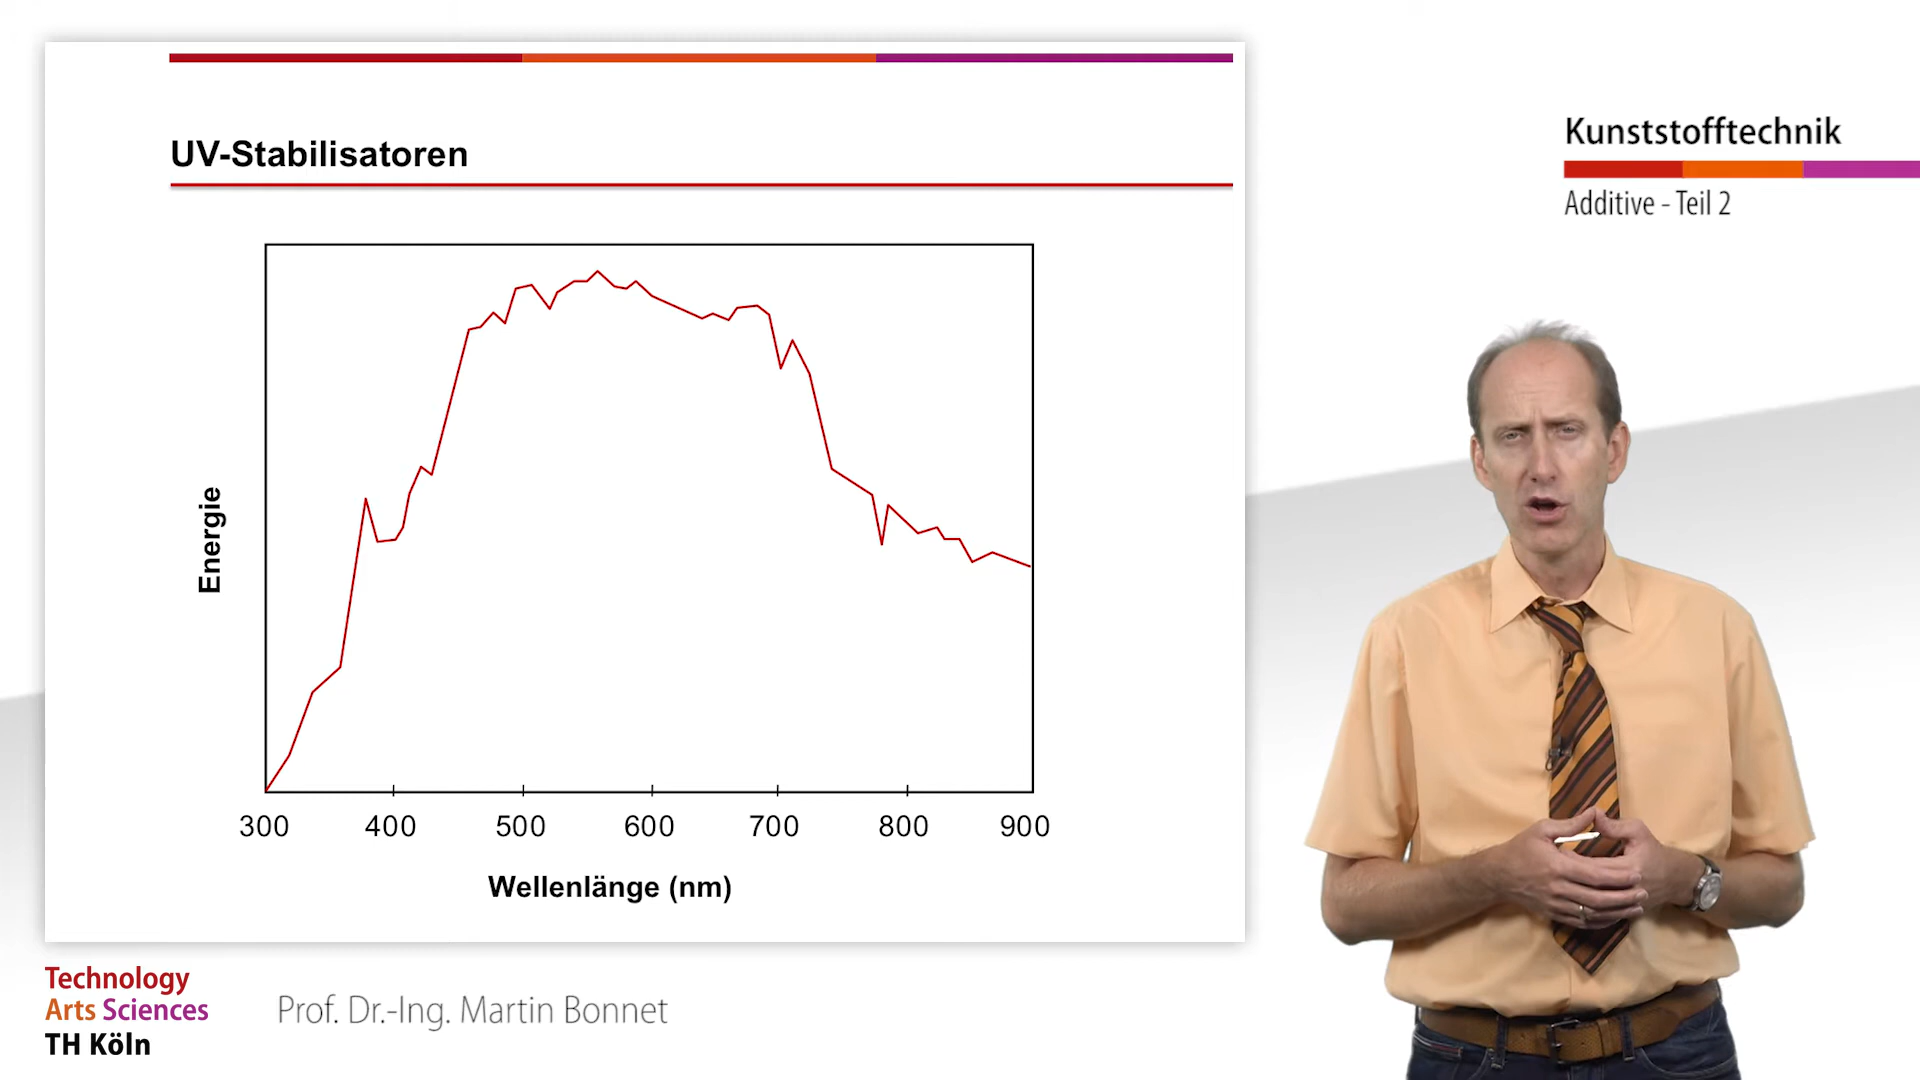 UV-Stabilisatoren
Energie
300 400 500 600 700 800 900
Wellenlänge (nm)
Kunststofftechnik
Additive - Teil 2
Technology
Arts Sciences
TH Köln
Prof. Dr.-Ing. Martin Bonnet